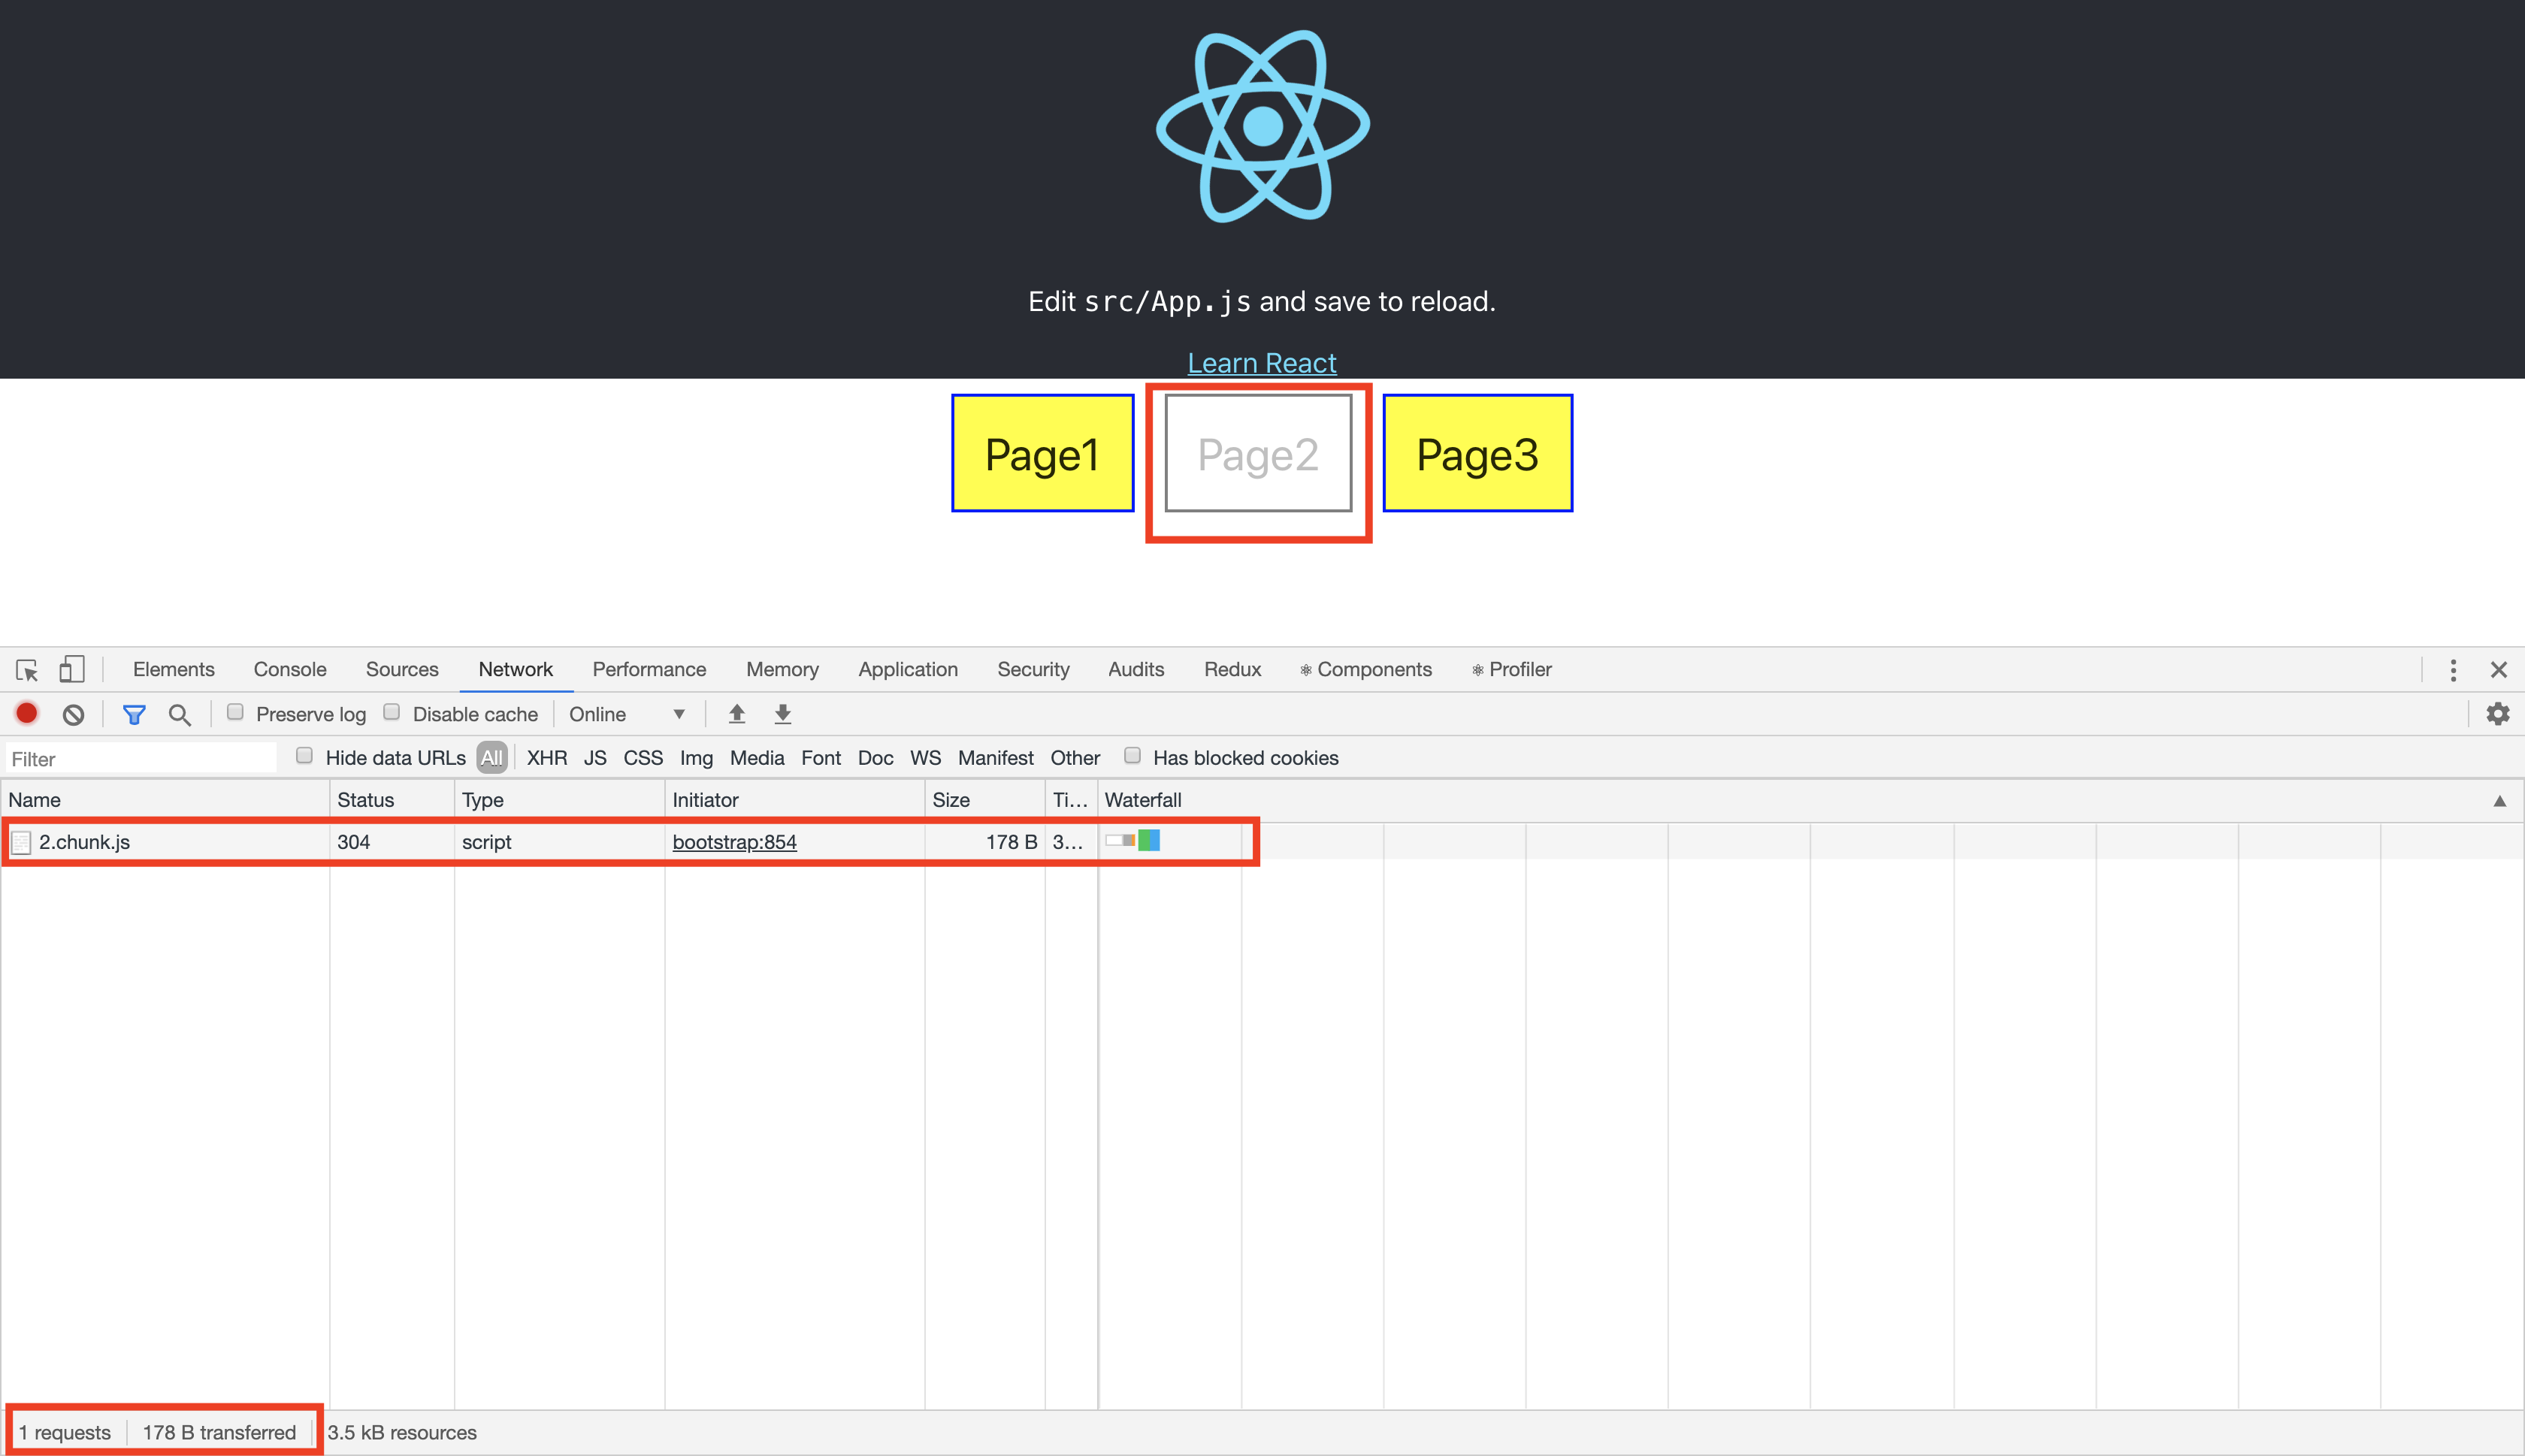 Edit src/App.js and save to reload.
Learn React
Page1 Page2 Page3
Elements Console Sources Network Performance Memory Application Security Audits Redux ⚛ Components ⚛ Profiler
Preserve log Disable cache Online
Filter Hide data URLs All XHR JS CSS Img Media Font Doc WS Manifest Other Has blocked cookies
Name Status Type Initiator Size Ti... Waterfall
2.chunk.js 304 script bootstrap:854 178 B 3...
1 requests 178 B transferred 3.5 kB resources